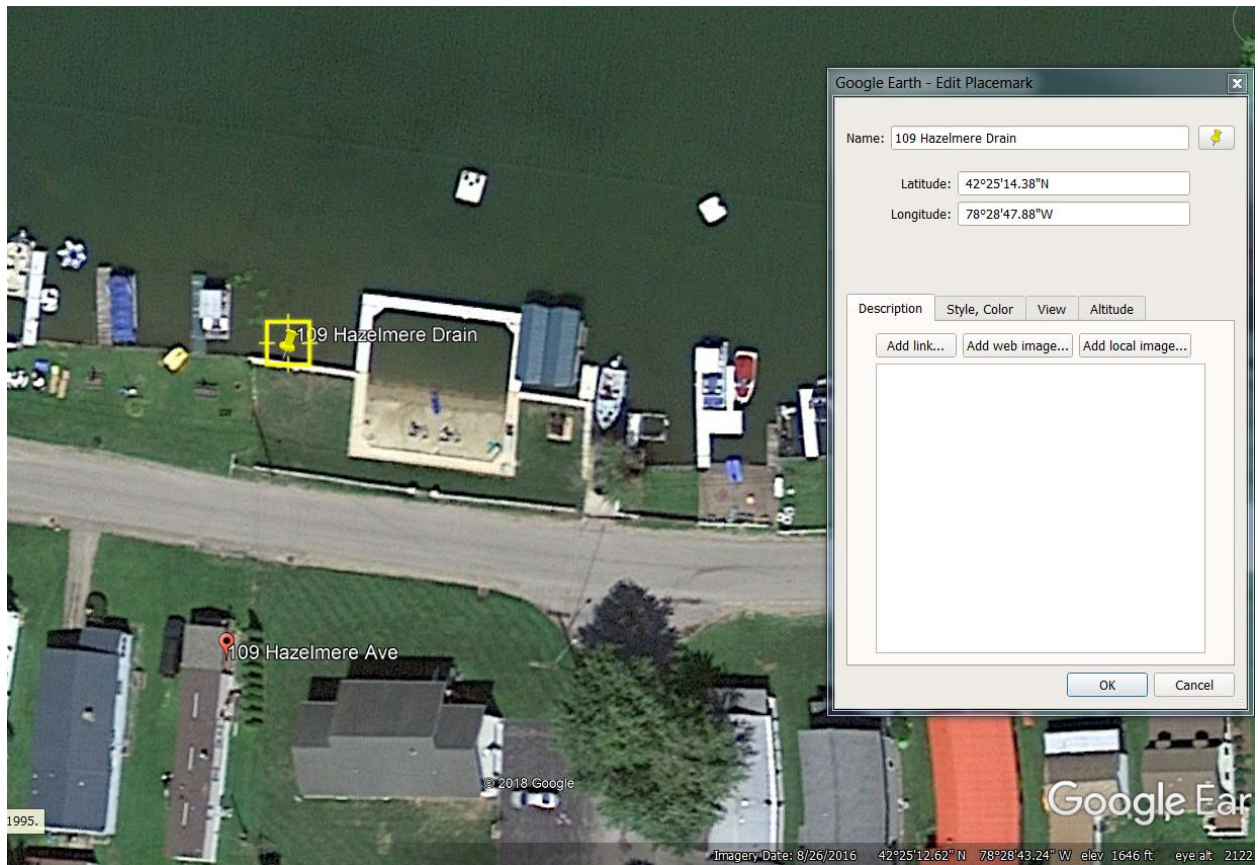 Google Earth - Edit Placemark
Name: 109 Hazelmere Drain
Latitude: 42°25'14.38"N
Longitude: 78°28'47.88"W
Description Style, Color View Altitude
Add link... Add web image... Add local image...
OK Cancel
109 Hazelmere Drain
109 Hazelmere Ave
© 2018 Google
Google Ear
1995.
Imagery Date: 8/26/2016 42°25'12.62" N 78°28'43.24" W elev 1646 ft eye alt 2122